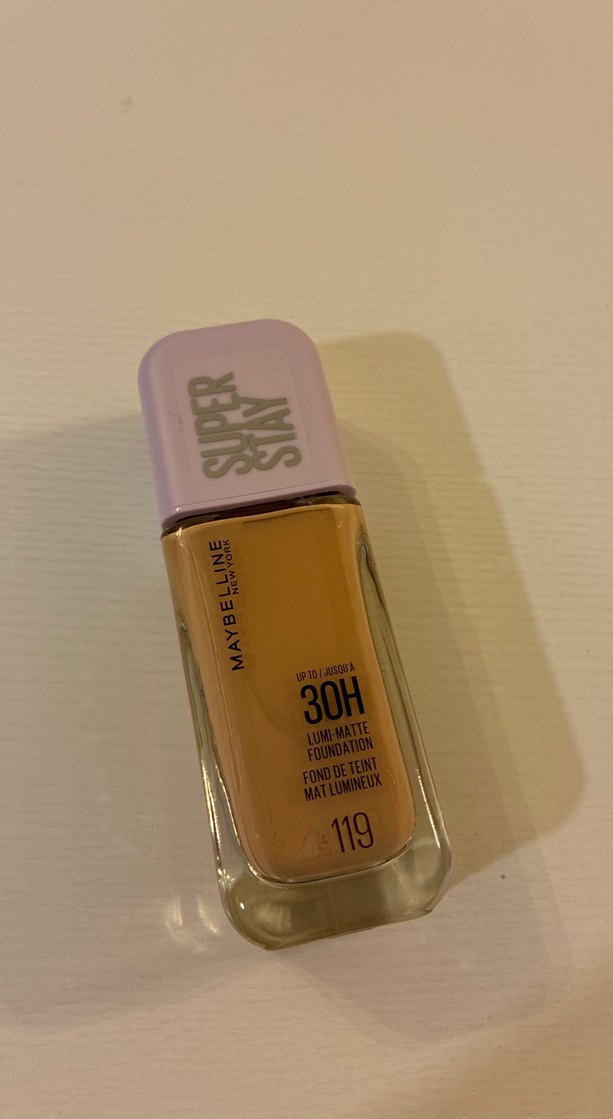 SUPER
STAY
MAYBELLINE
NEW YORK
UP TO / JUSQU'À
30H
LUMI-MATTE
FOUNDATION
FOND DE TEINT
MAT LUMINEUX
119